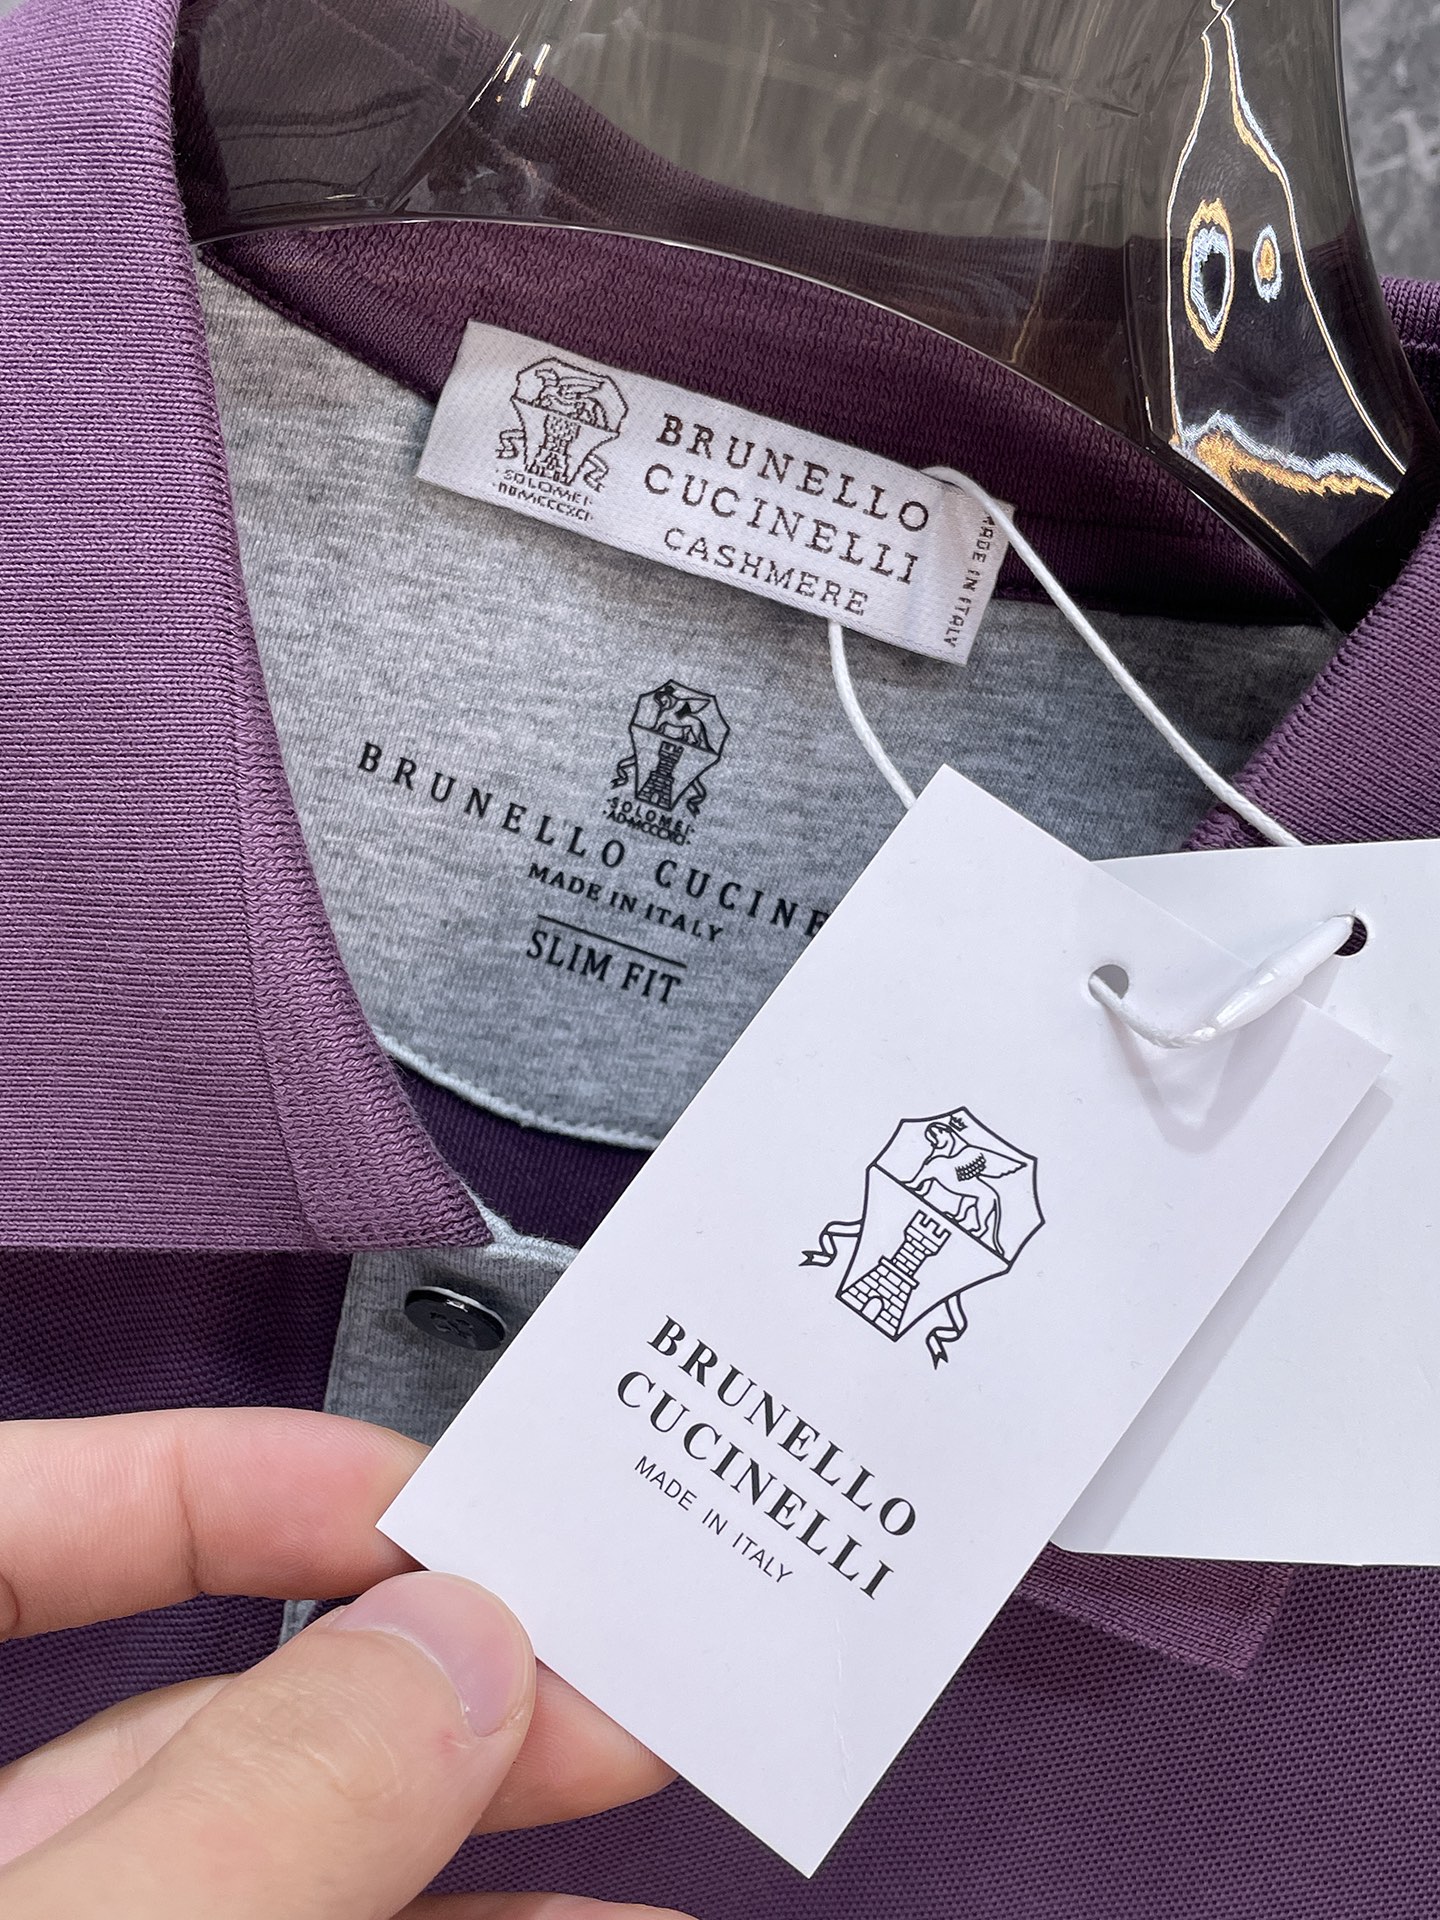 BRUNELLO
CUCINELLI
CASHMERE
MADE IN ITALY
SOLOMEI
BRUNELLO CUCINE
MADE IN ITALY
SLIM FIT
·SOLOMEI·
BRUNELLO
CUCINELLI
MADE IN ITALY